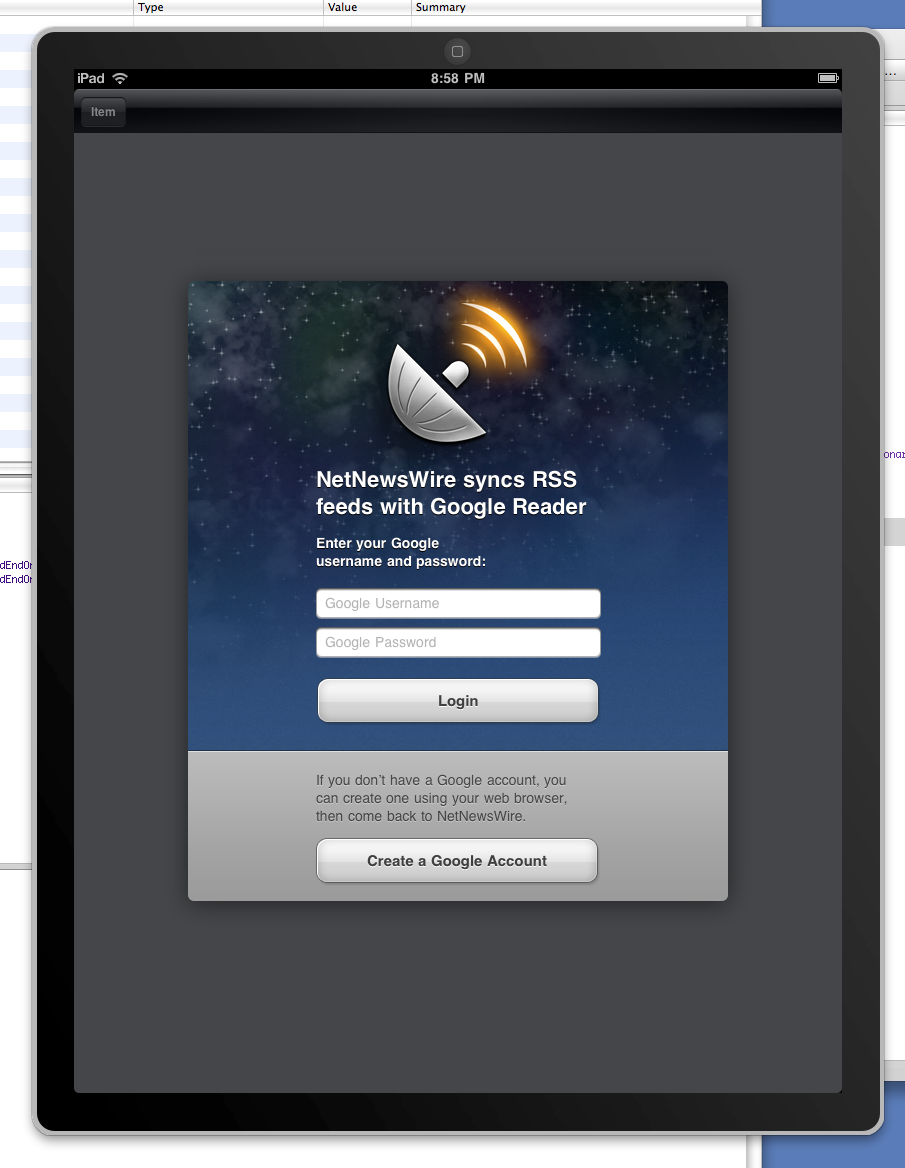 Type Value Summary
iPad 8:58 PM
...
Item
NetNewsWire syncs RSS
feeds with Google Reader
Enter your Google
username and password:
Google Username
Google Password
Login
If you don't have a Google account, you
can create one using your web browser,
then come back to NetNewsWire.
Create a Google Account
onar
dEndOr
dEndOr